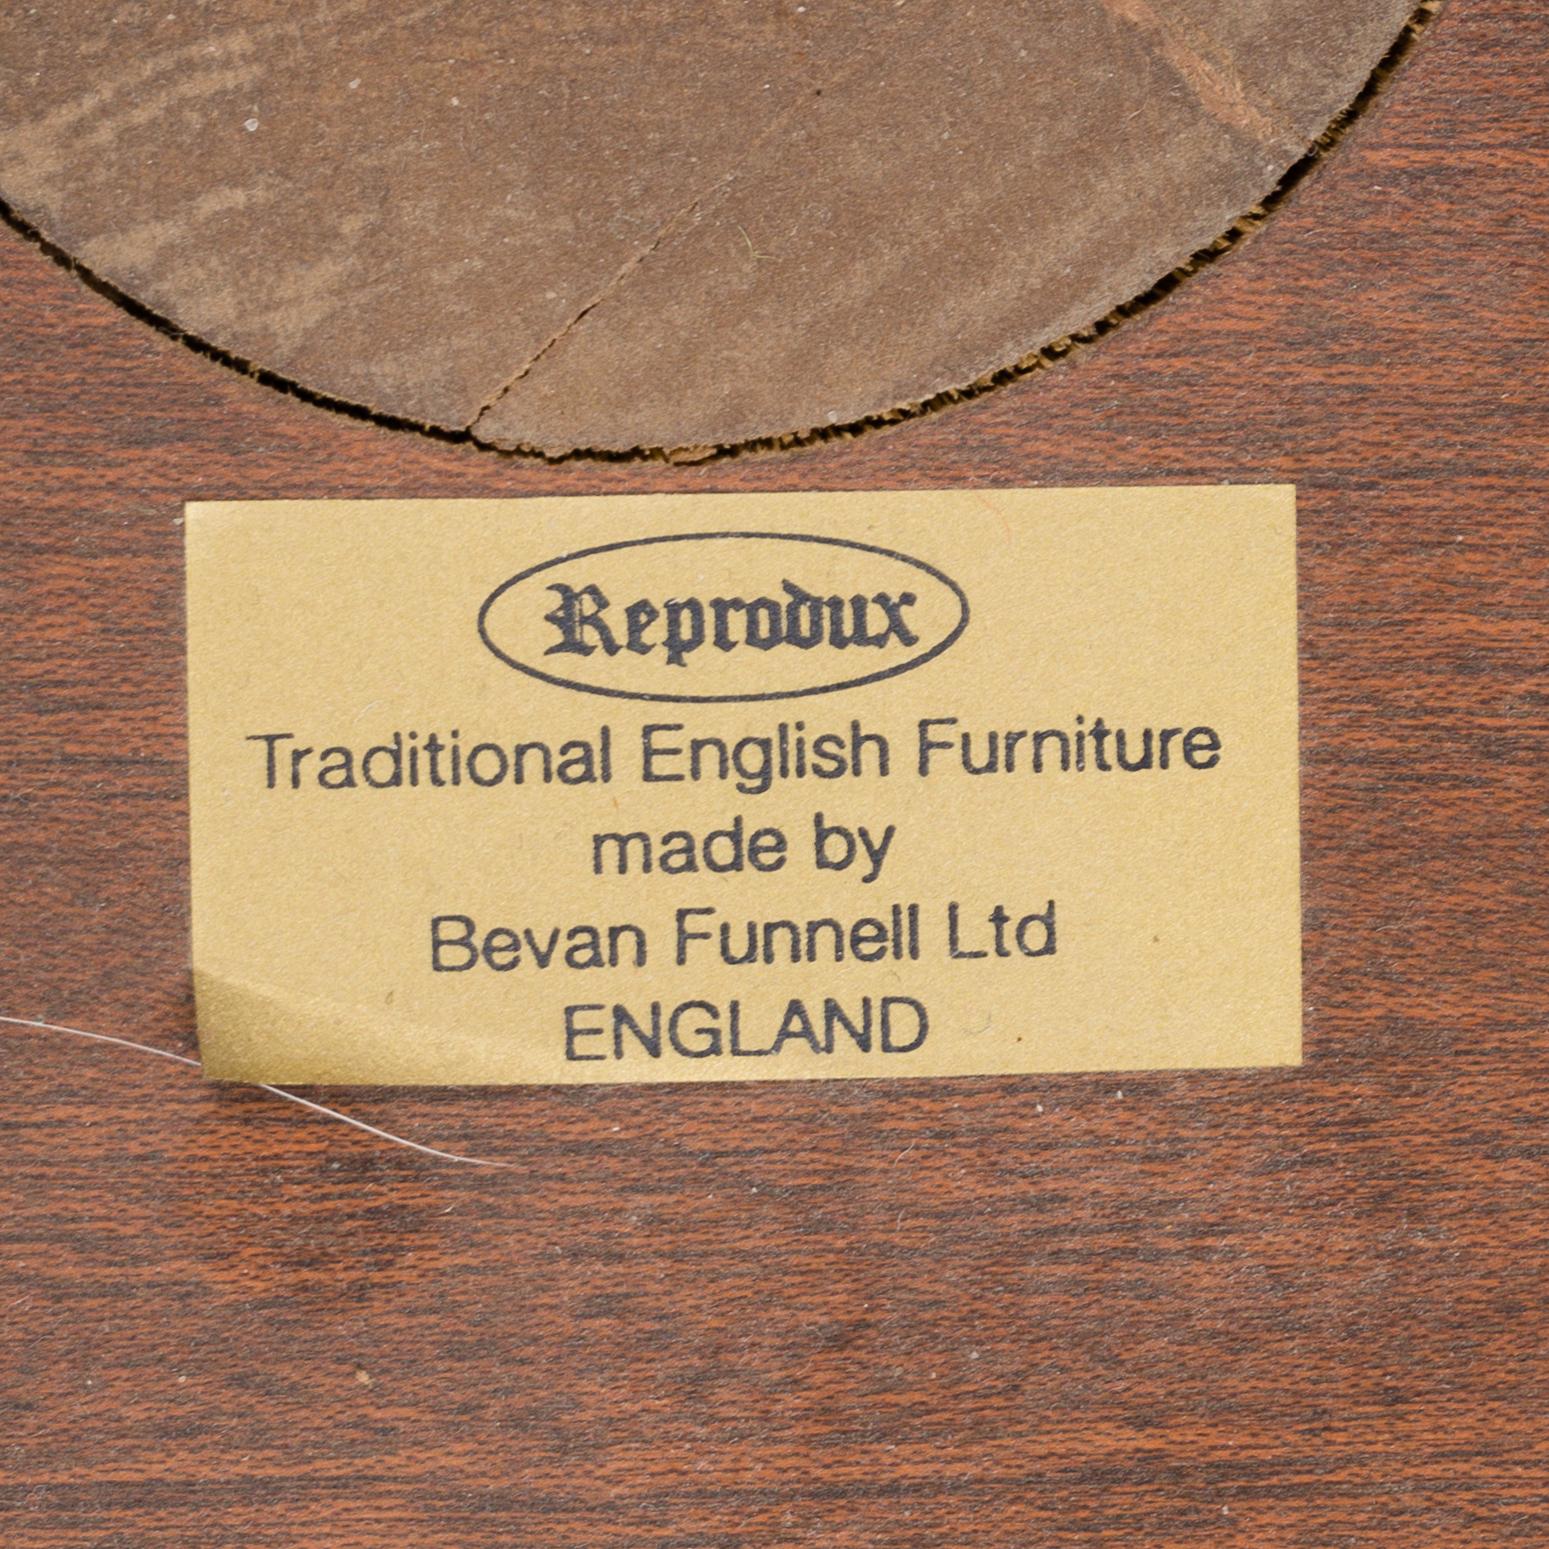 Reprodux
Traditional English Furniture
made by
Bevan Funnell Ltd
ENGLAND